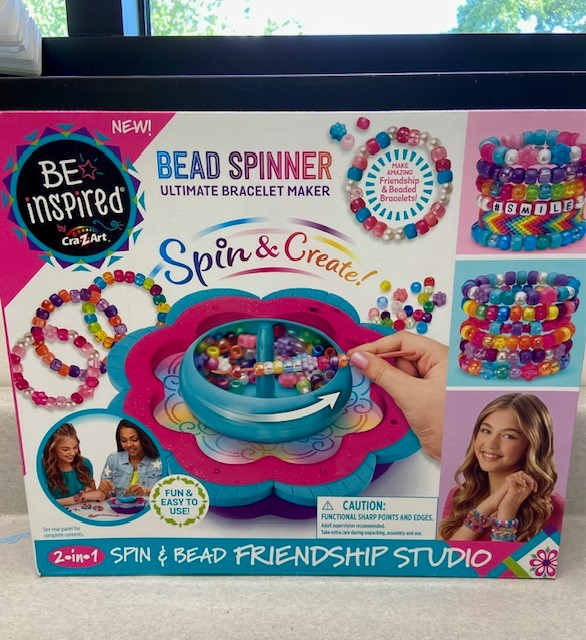 NEW!
BE
inspired®
by
Cra-Z-Art
BEAD SPINNER
ULTIMATE BRACELET MAKER
MAKE
AMAZING
Friendship
& Beaded
Bracelets!
#SMILE
Spin & Create!
FUN &
EASY TO
USE!
See rear panel for
complete contents.
CAUTION:
FUNCTIONAL SHARP POINTS AND EDGES.
Adult supervision recommended.
Take extra care during unpacking, assembly and use.
2-in-1 SPIN & BEAD FRIENDSHIP STUDIO